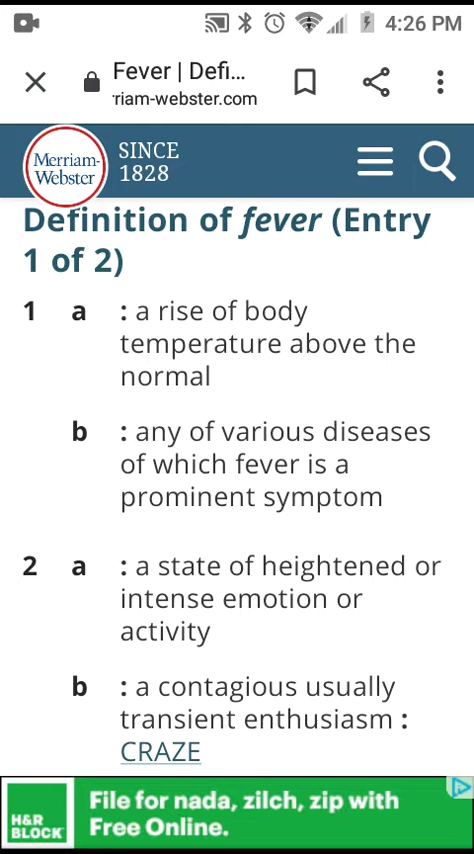 4:26 PM
Fever | Defi...
riam-webster.com
Merriam-
Webster
SINCE
1828
Definition of fever (Entry
1 of 2)
1 a : a rise of body
temperature above the
normal
b : any of various diseases
of which fever is a
prominent symptom
2 a : a state of heightened or
intense emotion or
activity
b : a contagious usually
transient enthusiasm :
CRAZE
H&R
BLOCK
File for nada, zilch, zip with
Free Online.